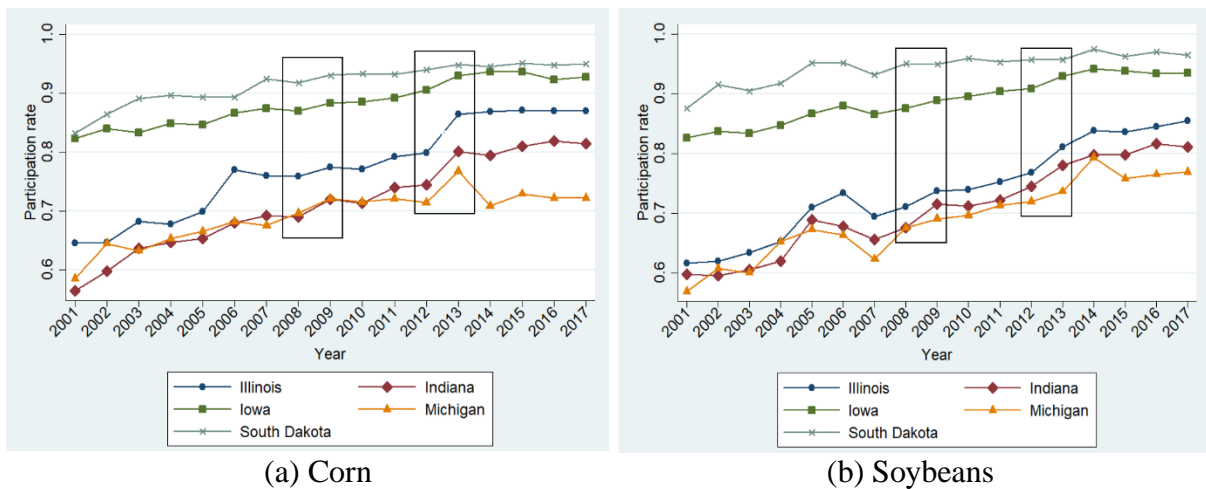 1.0
0.9
0.8
0.7
0.6
Participation rate
2001 2002 2003 2004 2005 2006 2007 2008 2009 2010 2011 2012 2013 2014 2015 2016 2017
Year
Illinois Indiana
Iowa Michigan
South Dakota
(a) Corn
1.0
0.9
0.8
0.7
0.6
Participation rate
2001 2002 2003 2004 2005 2006 2007 2008 2009 2010 2011 2012 2013 2014 2015 2016 2017
Year
Illinois Indiana
Iowa Michigan
South Dakota
(b) Soybeans